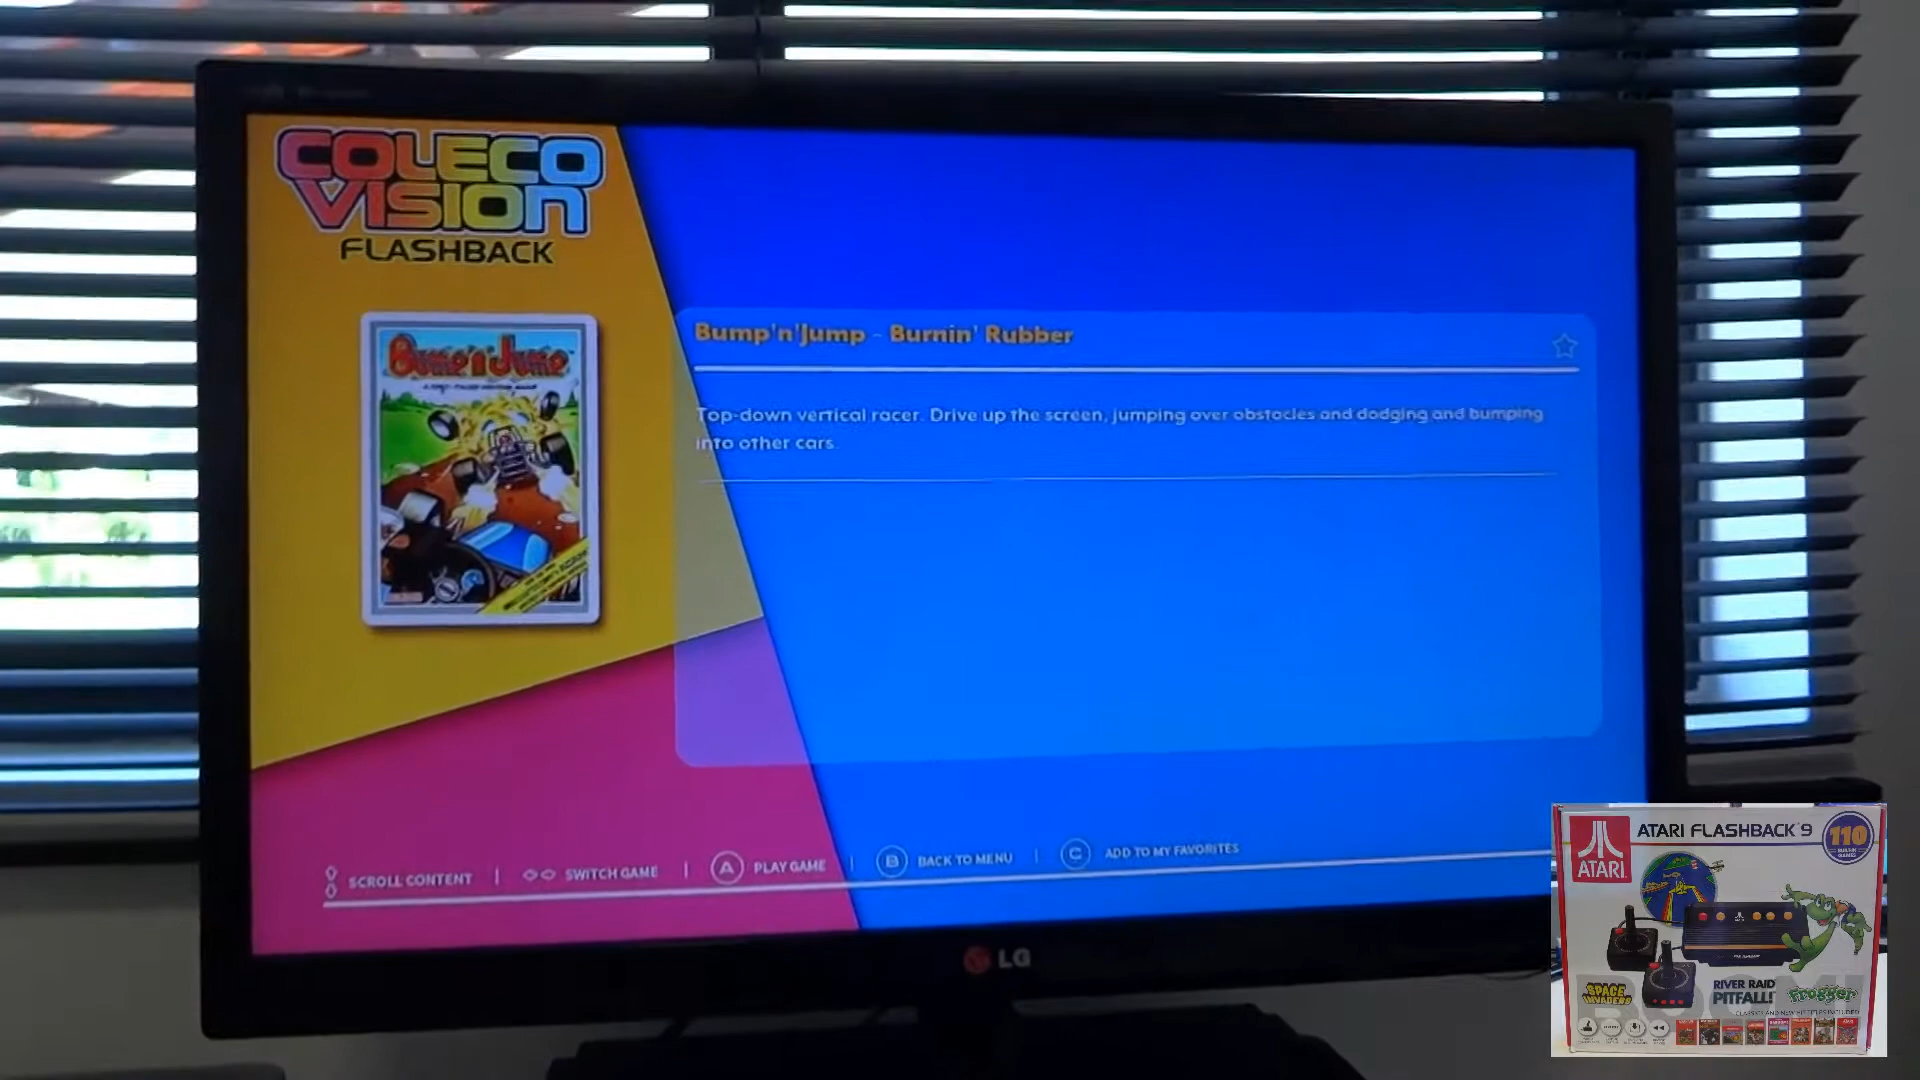 COLECO
VISION
FLASHBACK
Bump'n'Jump
Bump'n'Jump - Burnin' Rubber
Top-down vertical racer. Drive up the screen, jumping over obstacles and dodging and bumping
into other cars.
SCROLL CONTENT | SWITCH GAME | A PLAY GAME | B BACK TO MENU | C ADD TO MY FAVORITES
LG
ATARI
ATARI FLASHBACK 9
110
SPACE
INVADERS
RIVER RAID
PITFALL!
Frogger